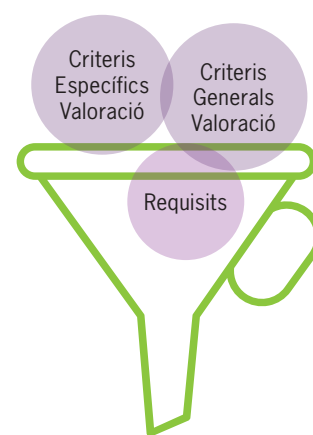 Criteris
Específics
Valoració
Criteris
Generals
Valoració
Requisits